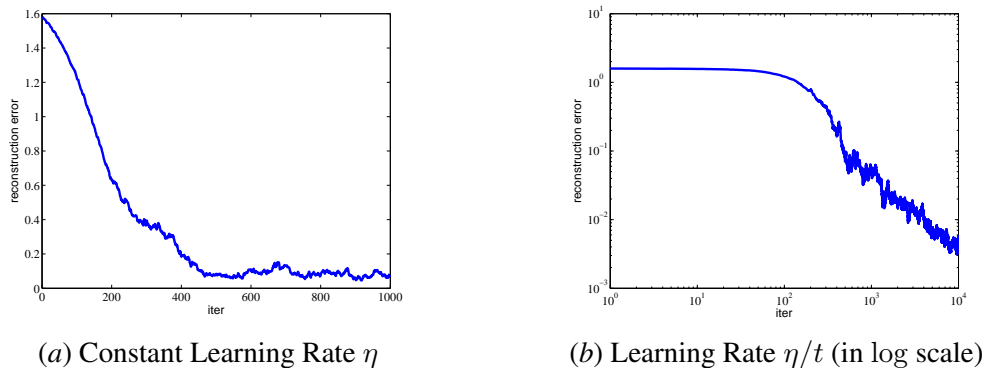 1.6
1.4
1.2
1
0.8
0.6
0.4
0.2
0
0 200 400 600 800 1000
reconstruction error
iter
(a) Constant Learning Rate η
10^1
10^0
10^−1
10^−2
10^−3
10^0 10^1 10^2 10^3 10^4
reconstruction error
iter
(b) Learning Rate η/t (in log scale)